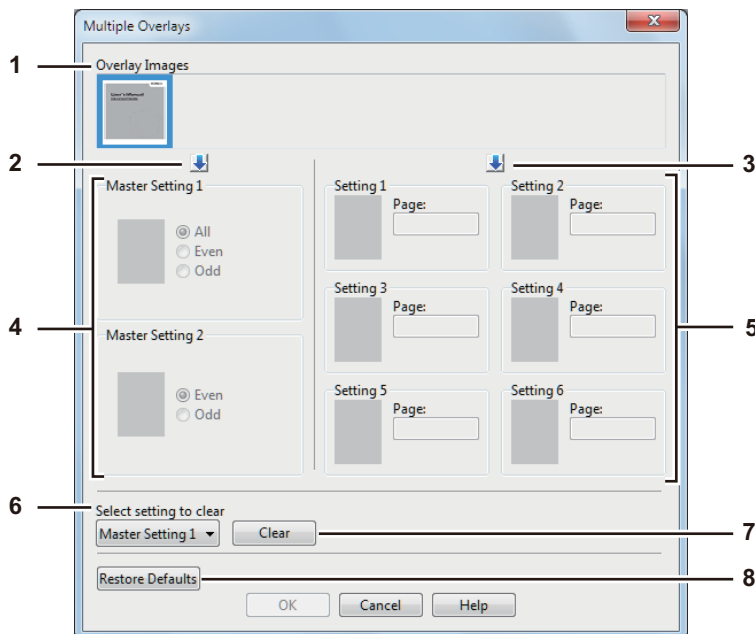 Multiple Overlays
1
Overlay Images
User's Manual
2
3
Master Setting 1
All
Even
Odd
Setting 1
Page:
Setting 2
Page:
Setting 3
Page:
Setting 4
Page:
4
5
Master Setting 2
Even
Odd
Setting 5
Page:
Setting 6
Page:
6
Select setting to clear
Master Setting 1
Clear
7
Restore Defaults
8
OK
Cancel
Help